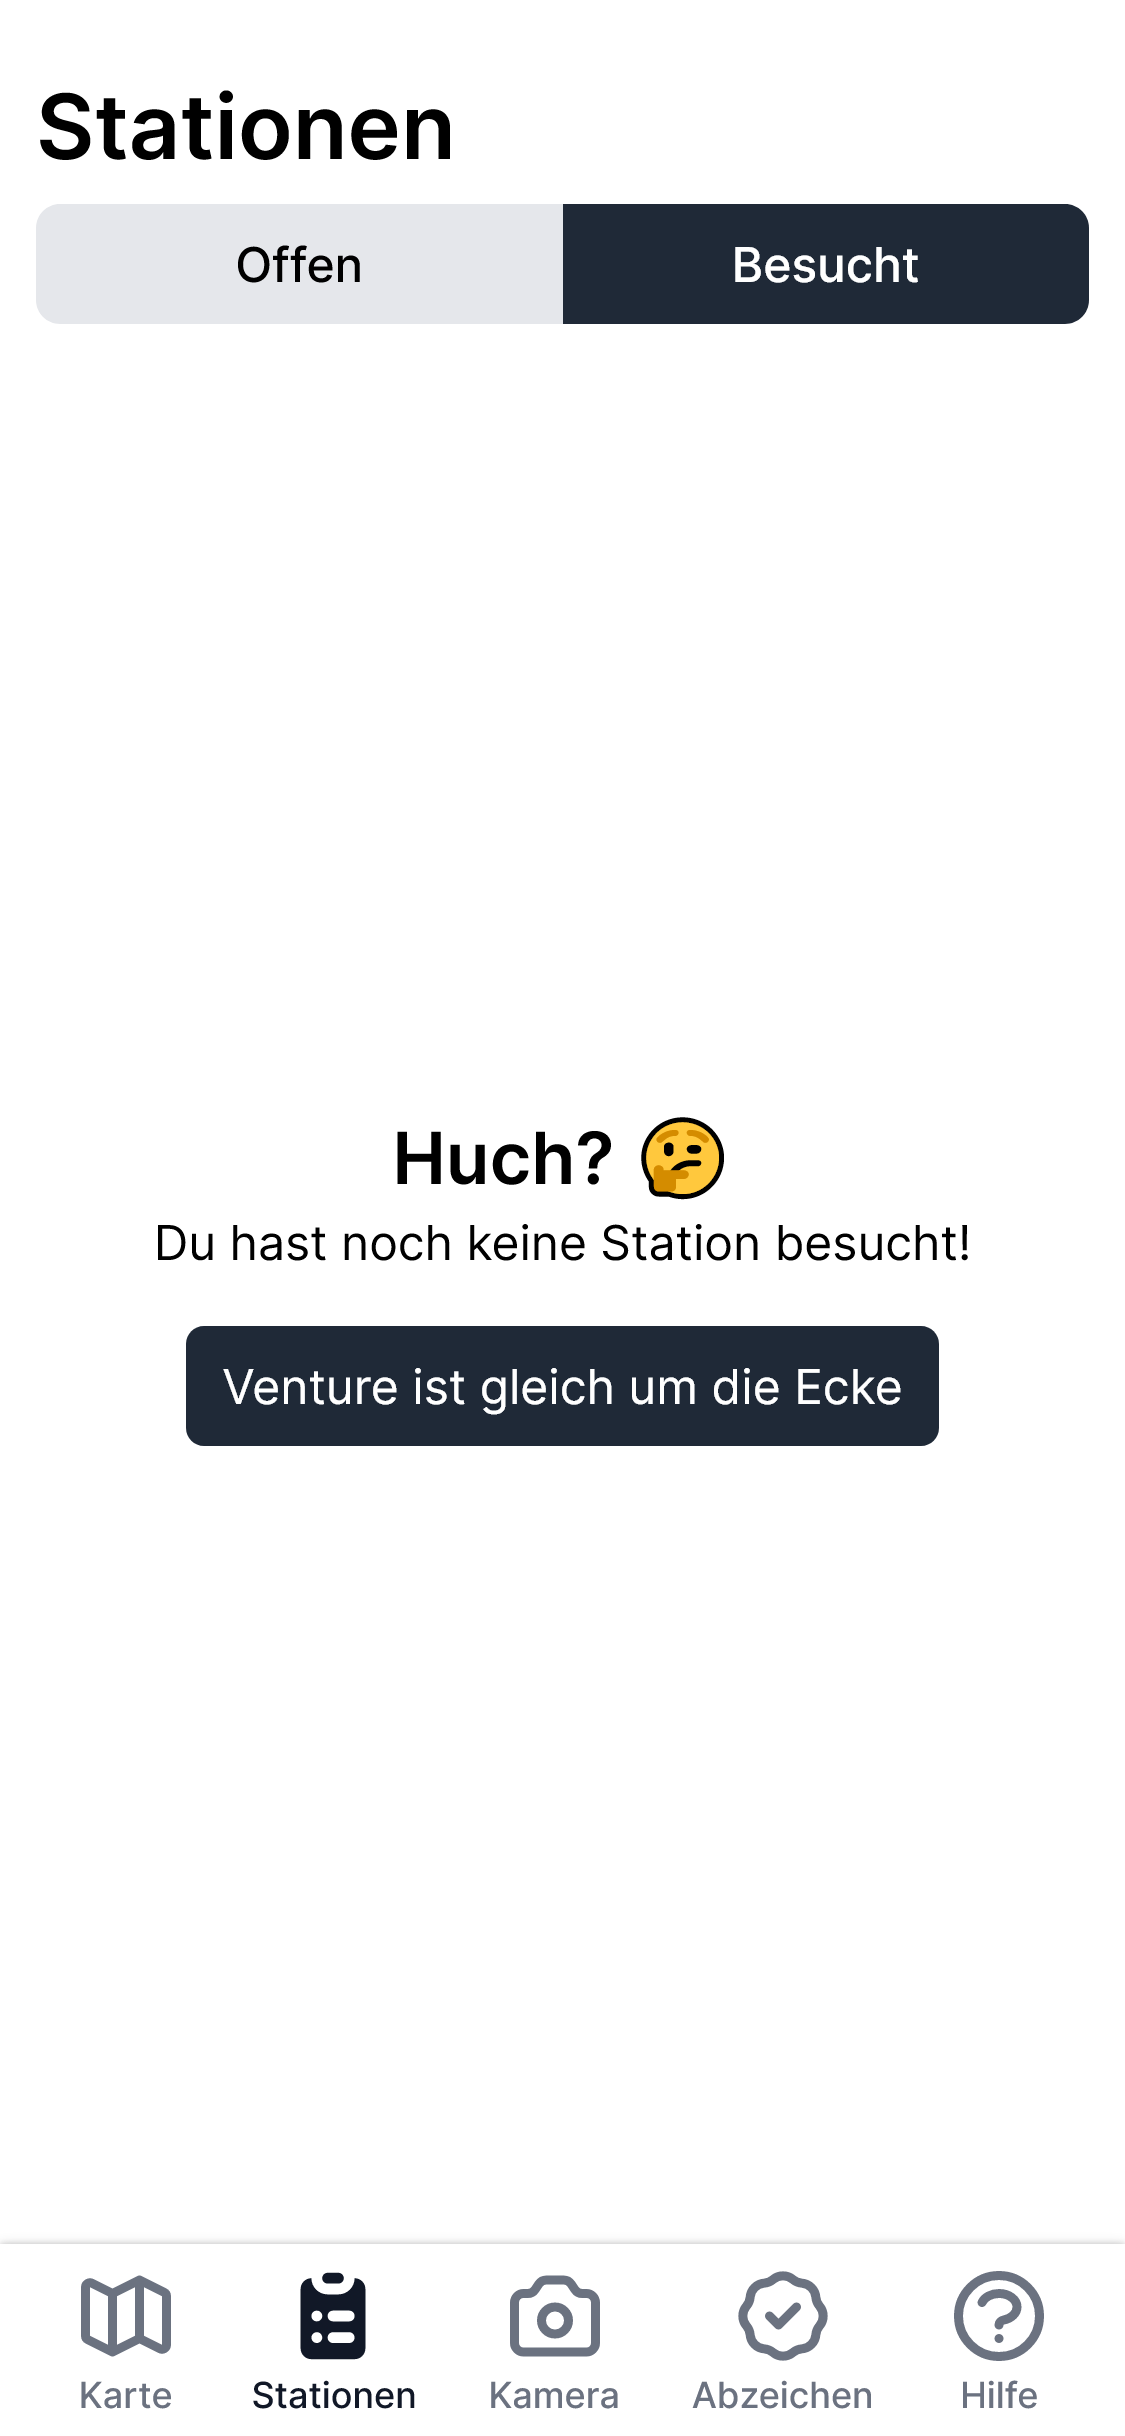 Stationen
Offen
Besucht
Huch? 🤔
Du hast noch keine Station besucht!
Venture ist gleich um die Ecke
Karte
Stationen
Kamera
Abzeichen
Hilfe